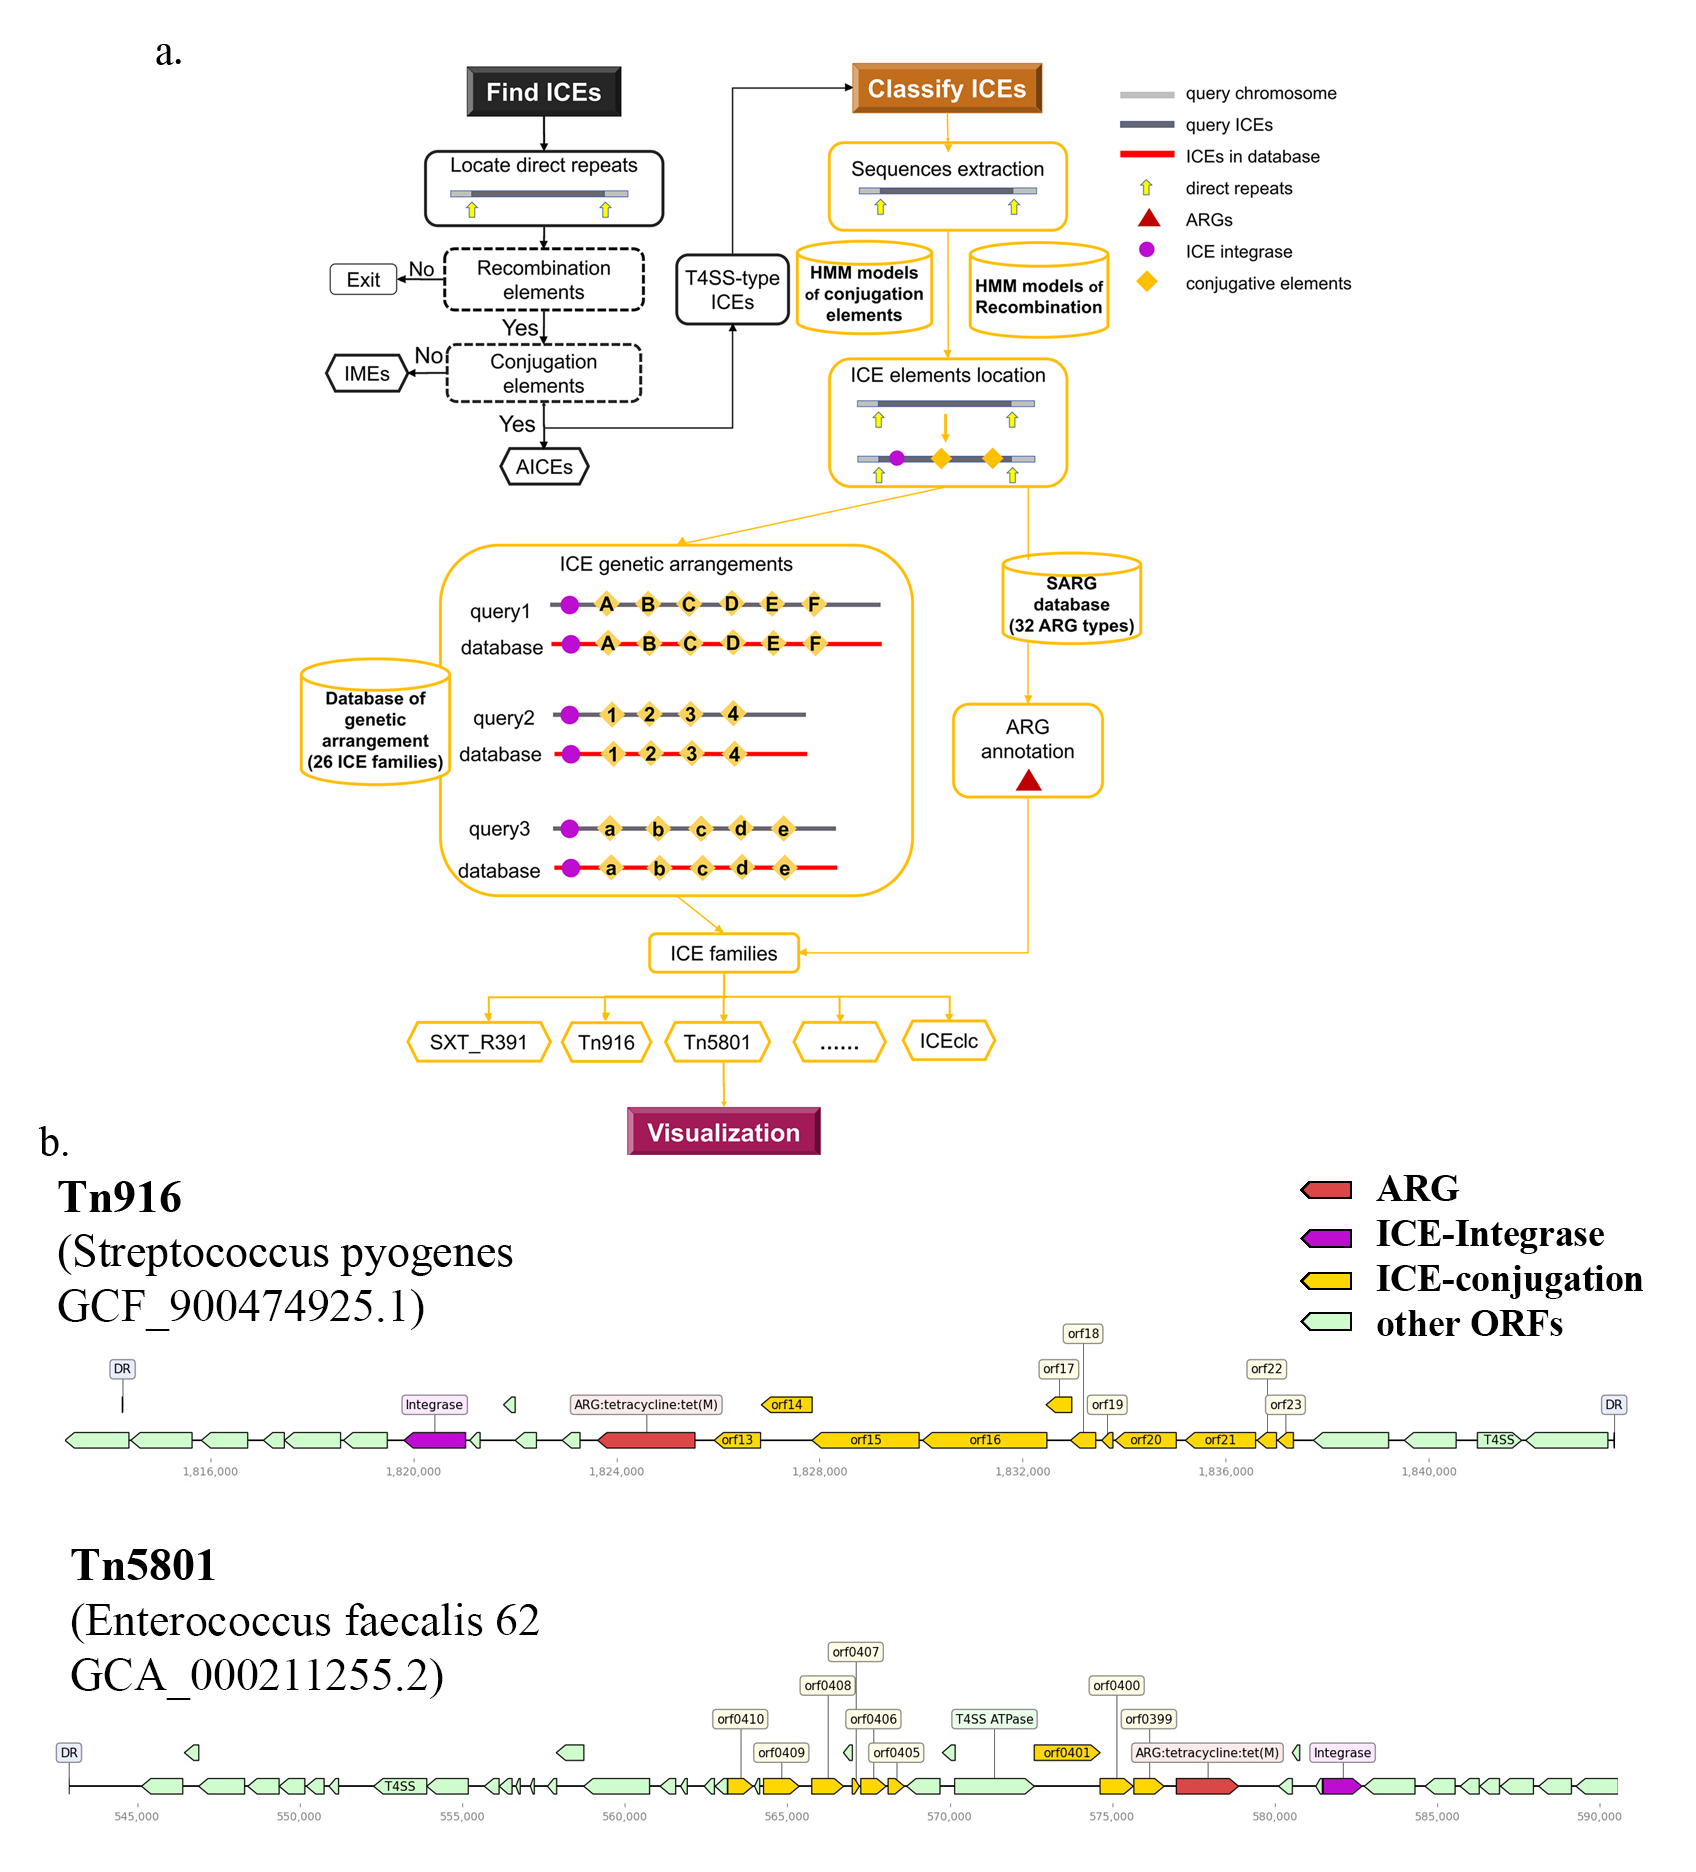 a.
Find ICEs
Locate direct repeats
Recombination
elements
No
Exit
Yes
Conjugation
elements
No
IMEs
Yes
AICEs
T4SS-type
ICEs
Classify ICEs
Sequences extraction
HMM models
of conjugation
elements
HMM models of
Recombination
ICE elements location
query chromosome
query ICEs
ICEs in database
direct repeats
ARGs
ICE integrase
conjugative elements
ICE genetic arrangements
query1 A B C D E F
database A B C D E F
query2 1 2 3 4
database 1 2 3 4
query3 a b c d e
database a b c d e
Database of
genetic
arrangement
(26 ICE families)
SARG
database
(32 ARG types)
ARG
annotation
ICE families
SXT_R391 Tn916 Tn5801 ...... ICEclc
Visualization
b.
Tn916
(Streptococcus pyogenes
GCF_900474925.1)
ARG
ICE-Integrase
ICE-conjugation
other ORFs
orf18
DR orf17 orf22
Integrase ARG:tetracycline:tet(M) orf14 orf19 orf23 DR
orf13 orf15 orf16 orf20 orf21 T4SS
1,816,000 1,820,000 1,824,000 1,828,000 1,832,000 1,836,000 1,840,000
Tn5801
(Enterococcus faecalis 62
GCA_000211255.2)
orf0407
orf0408 orf0400
orf0410 orf0406 T4SS ATPase orf0399
DR orf0409 orf0405 orf0401 ARG:tetracycline:tet(M) Integrase
T4SS
545,000 550,000 555,000 560,000 565,000 570,000 575,000 580,000 585,000 590,000